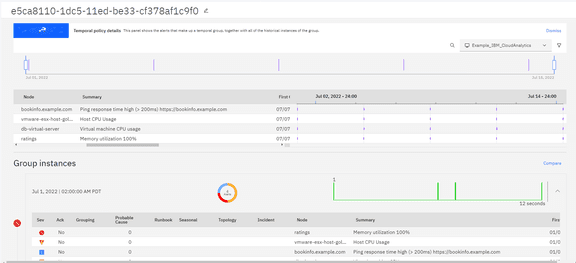 e5ca8110-1dc5-11ed-be33-cf378af1c9f0
Temporal policy details This panel shows the alerts that make up a temporal group, together with all of the historical instances of the group. Dismiss
Example_IBM_CloudAnalytics
Jul 01, 2022 Jul 14, 2022
Jul 02, 2022 - 24:00 Jul 14 - 24:00
Node Summary First
bookinfo.example.com Ping response time high (> 200ms) https://bookinfo.example.com 07/07
vmware-esx-host-gol... Host CPU Usage 07/07
db-virtual-server Virtual machine CPU usage 07/07
ratings Memory utilization 100% 07/07
Group instances Compare
Jul 1, 2022 | 02:00:00 AM PDT
1
12 seconds
Sev Ack Grouping Probable Cause Runbook Seasonal Topology Incident Node Summary Firs
No 0 ratings Memory utilization 100% 01/0
No 0 vmware-esx-host-gol... Host CPU Usage 01/0
No 0 bookinfo.example.com Ping response time high (> 200ms) https://bookinfo.example.com 01/0